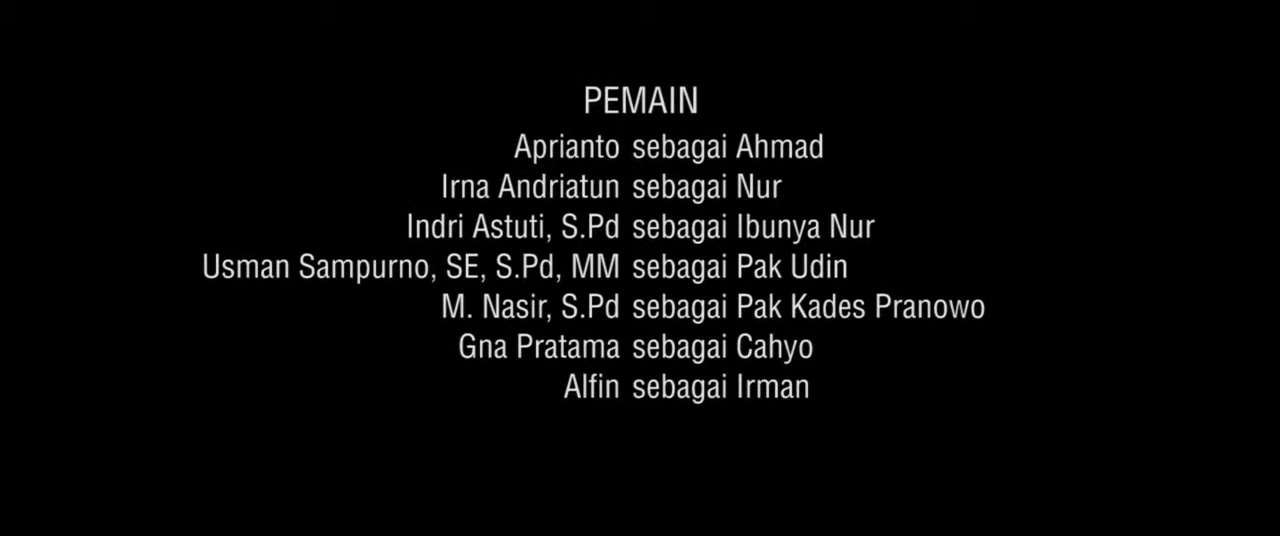 PEMAIN
Aprianto sebagai Ahmad
Irna Andriatun sebagai Nur
Indri Astuti, S.Pd sebagai Ibunya Nur
Usman Sampurno, SE, S.Pd, MM sebagai Pak Udin
M. Nasir, S.Pd sebagai Pak Kades Pranowo
Gna Pratama sebagai Cahyo
Alfin sebagai Irman